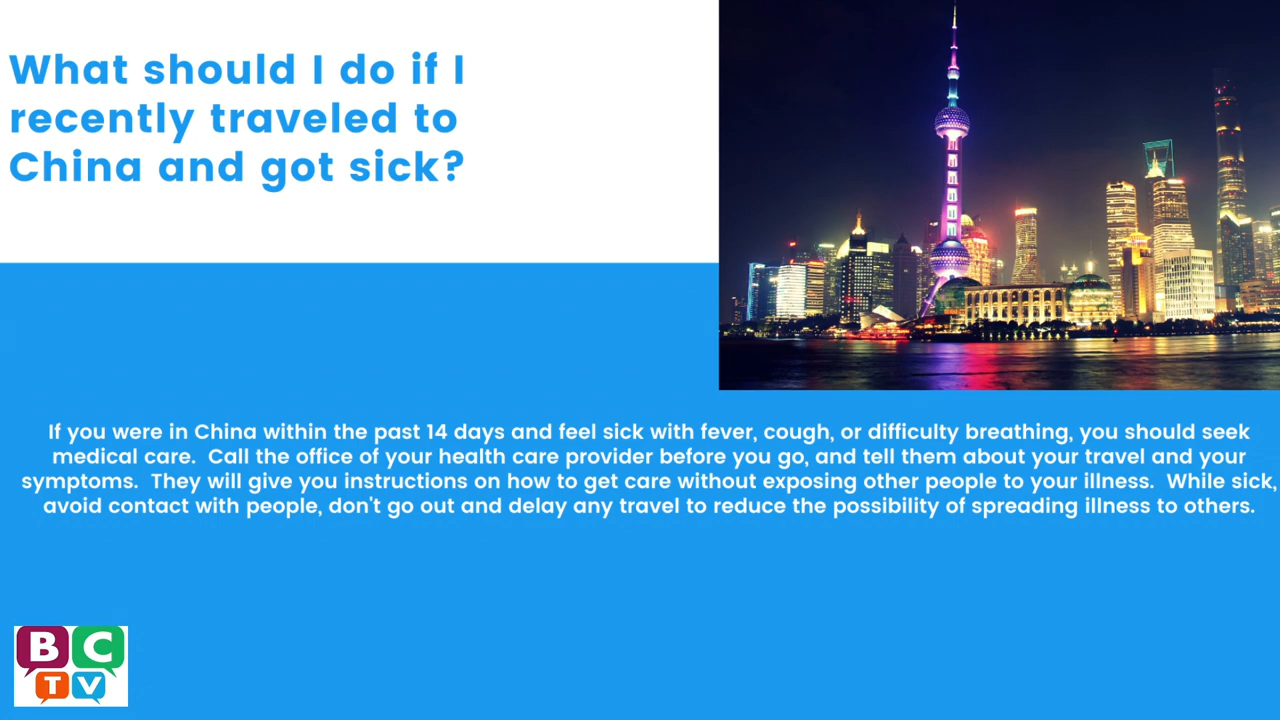 What should I do if I
recently traveled to
China and got sick?
If you were in China within the past 14 days and feel sick with fever, cough, or difficulty breathing, you should seek
medical care.  Call the office of your health care provider before you go, and tell them about your travel and your
symptoms.  They will give you instructions on how to get care without exposing other people to your illness.  While sick,
avoid contact with people, don't go out and delay any travel to reduce the possibility of spreading illness to others.
BC
TV